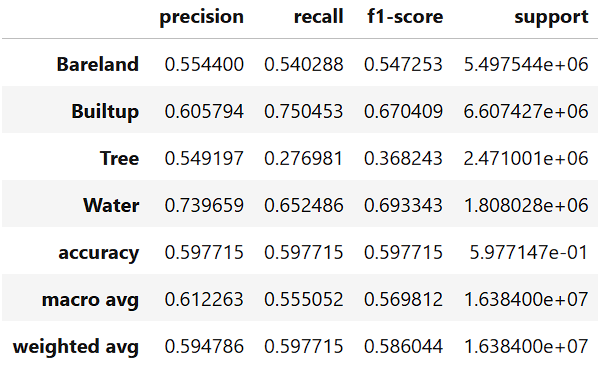 precision recall f1-score support
Bareland 0.554400 0.540288 0.547253 5.497544e+06
Builtup 0.605794 0.750453 0.670409 6.607427e+06
Tree 0.549197 0.276981 0.368243 2.471001e+06
Water 0.739659 0.652486 0.693343 1.808028e+06
accuracy 0.597715 0.597715 0.597715 5.977147e-01
macro avg 0.612263 0.555052 0.569812 1.638400e+07
weighted avg 0.594786 0.597715 0.586044 1.638400e+07